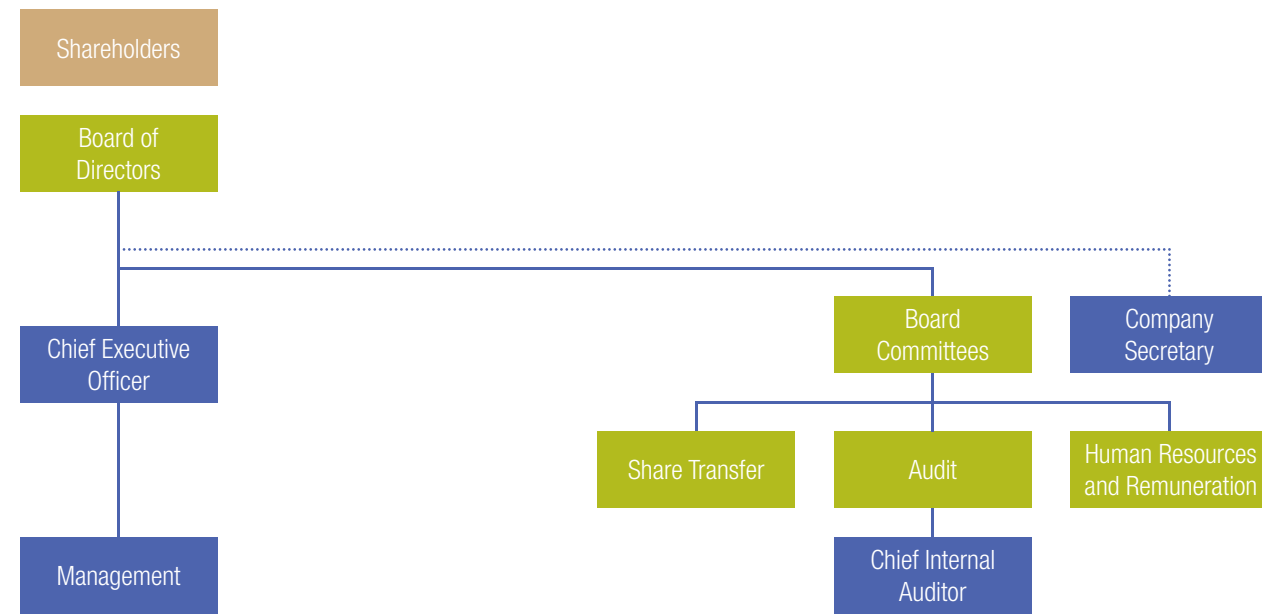 Shareholders
Board of
Directors
Chief Executive
Officer
Board
Committees
Company
Secretary
Share Transfer
Audit
Human Resources
and Remuneration
Management
Chief Internal
Auditor